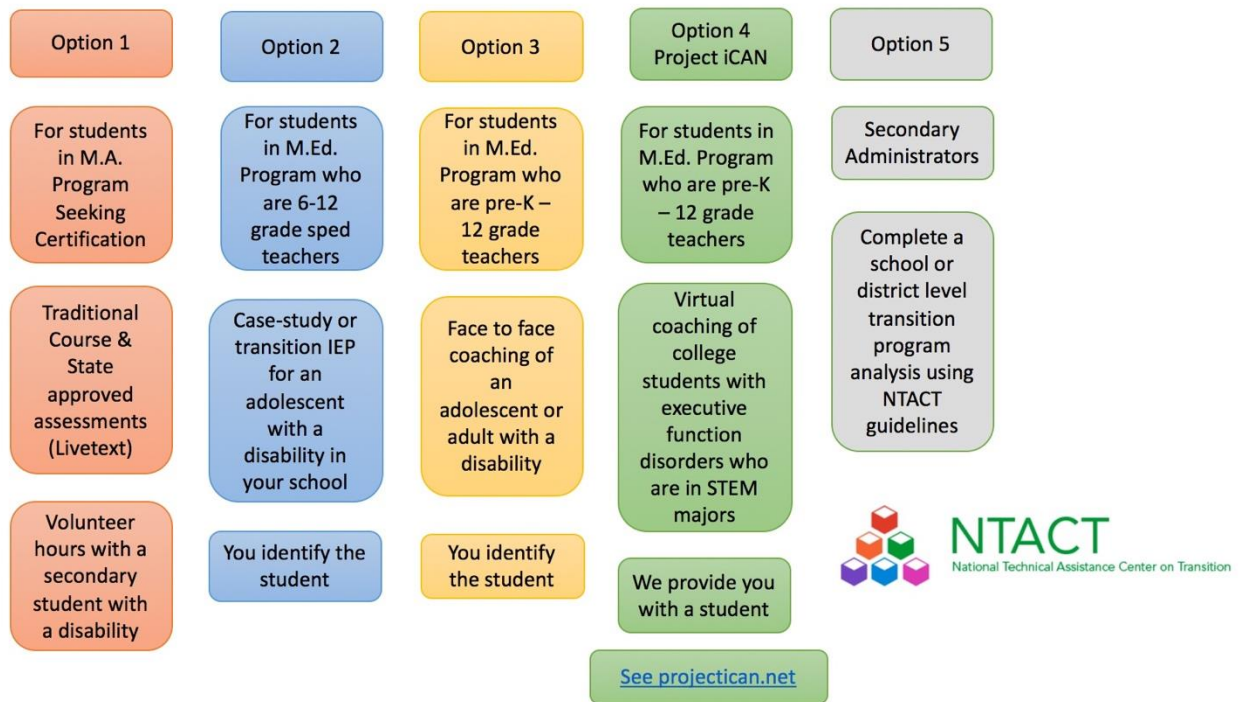 Option 1
For students
in M.A.
Program
Seeking
Certification
Traditional
Course &
State
approved
assessments
(Livetext)
Volunteer
hours with a
secondary
student with
a disability
Option 2
For students
in M.Ed.
Program who
are 6-12
grade sped
teachers
Case-study or
transition IEP
for an
adolescent
with a
disability in
your school
You identify the
student
Option 3
For students
in M.Ed.
Program who
are pre-K –
12 grade
teachers
Face to face
coaching of
an
adolescent or
adult with a
disability
You identify
the student
Option 4
Project iCAN
For students in
M.Ed. Program
who are pre-K
– 12 grade
teachers
Virtual
coaching of
college
students with
executive
function
disorders who
are in STEM
majors
We provide you
with a student
See projectican.net
Option 5
Secondary
Administrators
Complete a
school or
district level
transition
program
analysis using
NTACT
guidelines
NTACT
National Technical Assistance Center on Transition